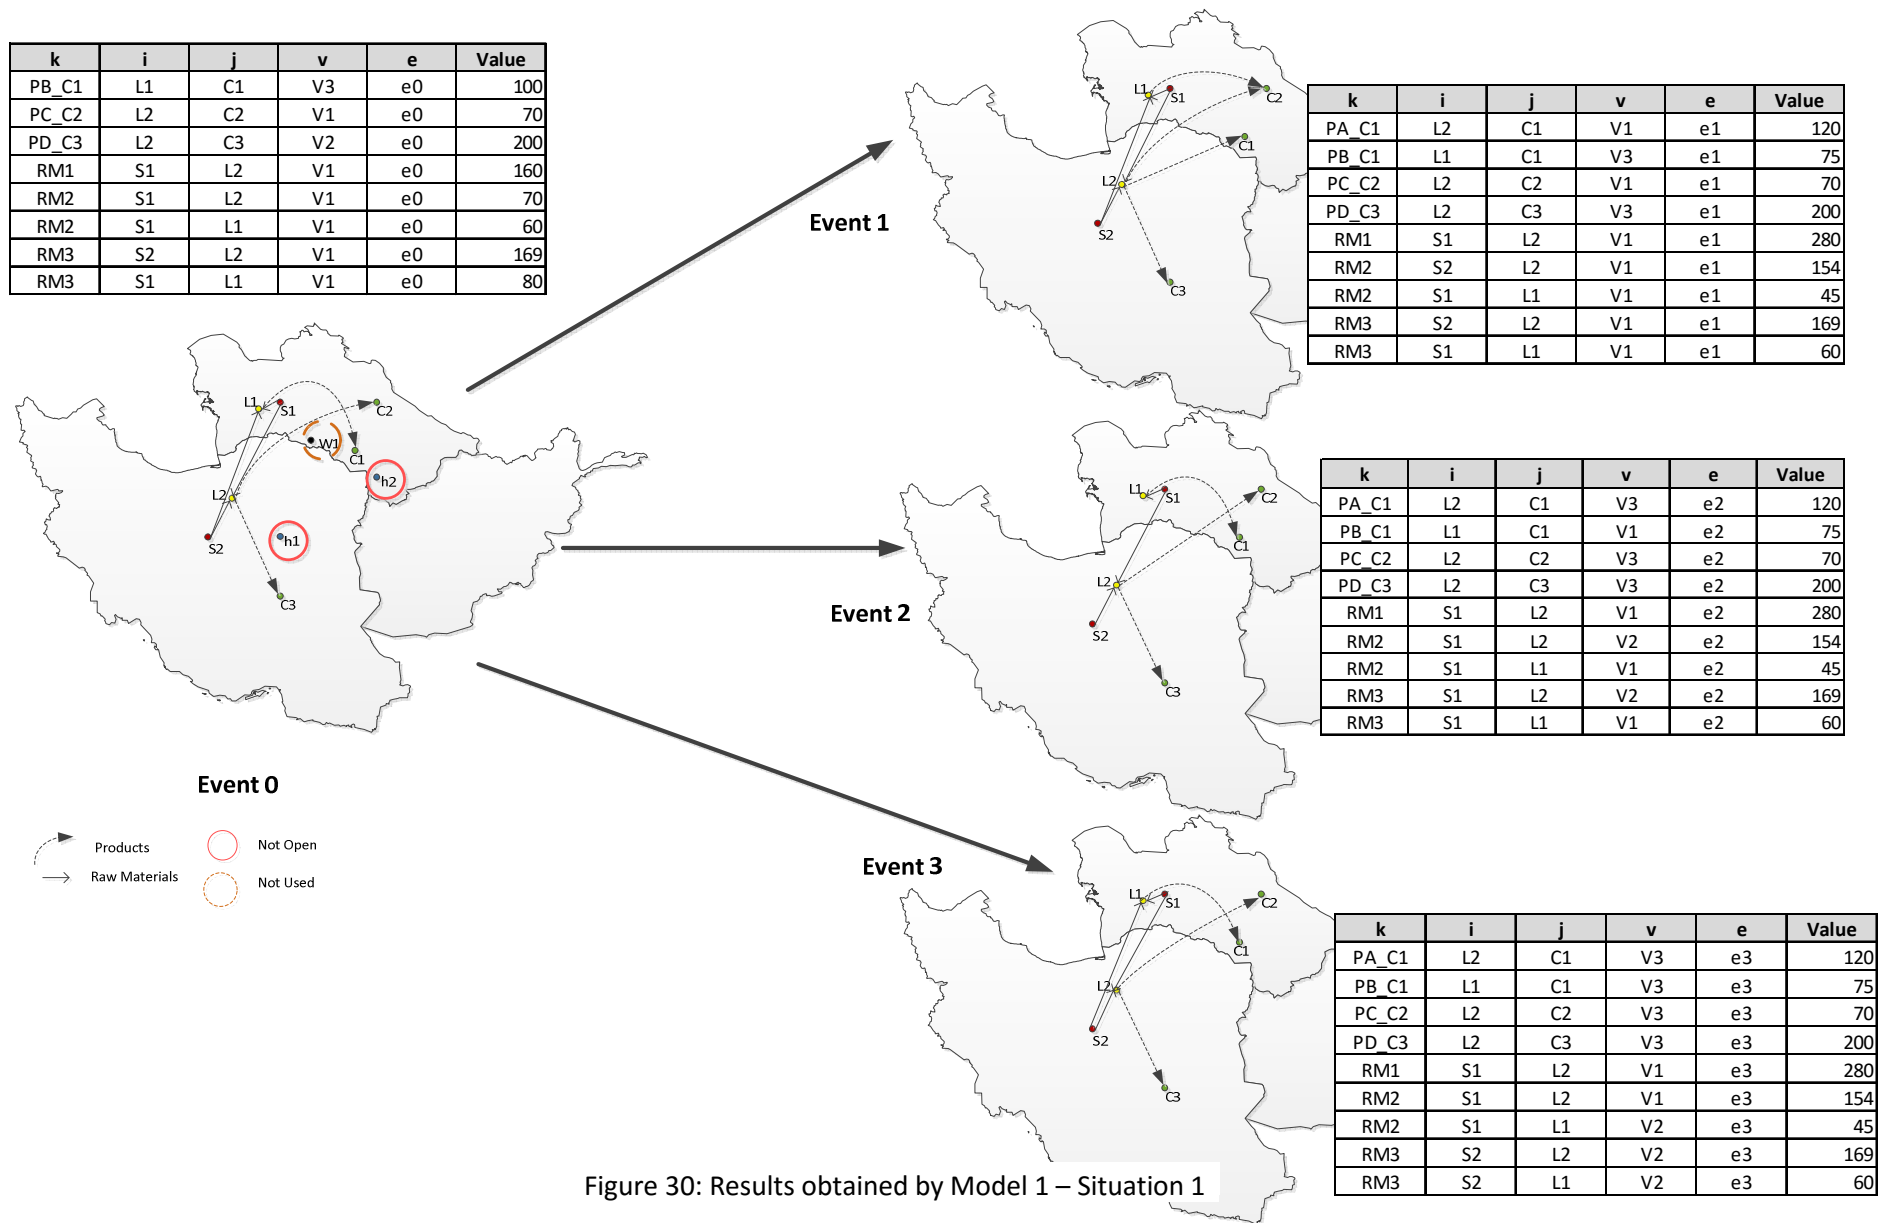 k i j v e Value
PB_C1 L1 C1 V3 e0 100
PC_C2 L2 C2 V1 e0 70
PD_C3 L2 C3 V2 e0 200
RM1 S1 L2 V1 e0 160
RM2 S1 L2 V1 e0 70
RM2 S1 L1 V1 e0 60
RM3 S2 L2 V1 e0 169
RM3 S1 L1 V1 e0 80
L1 S1 C2
W1
C1
h2
L2
S2 h1
C3
Event 0
Products Not Open
Raw Materials Not Used
Event 1
L1 S1 C2
C1
L2
S2
C3
k i j v e Value
PA_C1 L2 C1 V1 e1 120
PB_C1 L1 C1 V3 e1 75
PC_C2 L2 C2 V1 e1 70
PD_C3 L2 C3 V3 e1 200
RM1 S1 L2 V1 e1 280
RM2 S2 L2 V1 e1 154
RM2 S1 L1 V1 e1 45
RM3 S2 L2 V1 e1 169
RM3 S1 L1 V1 e1 60
Event 2
L1 S1 C2
C1
L2
S2
C3
k i j v e Value
PA_C1 L2 C1 V3 e2 120
PB_C1 L1 C1 V1 e2 75
PC_C2 L2 C2 V3 e2 70
PD_C3 L2 C3 V3 e2 200
RM1 S1 L2 V1 e2 280
RM2 S1 L2 V2 e2 154
RM2 S1 L1 V1 e2 45
RM3 S1 L2 V2 e2 169
RM3 S1 L1 V1 e2 60
Event 3
L1 S1 C2
C1
L2
S2
C3
k i j v e Value
PA_C1 L2 C1 V3 e3 120
PB_C1 L1 C1 V3 e3 75
PC_C2 L2 C2 V3 e3 70
PD_C3 L2 C3 V3 e3 200
RM1 S1 L2 V1 e3 280
RM2 S1 L2 V1 e3 154
RM2 S1 L1 V2 e3 45
RM3 S2 L2 V2 e3 169
RM3 S2 L1 V2 e3 60
Figure 30: Results obtained by Model 1 – Situation 1